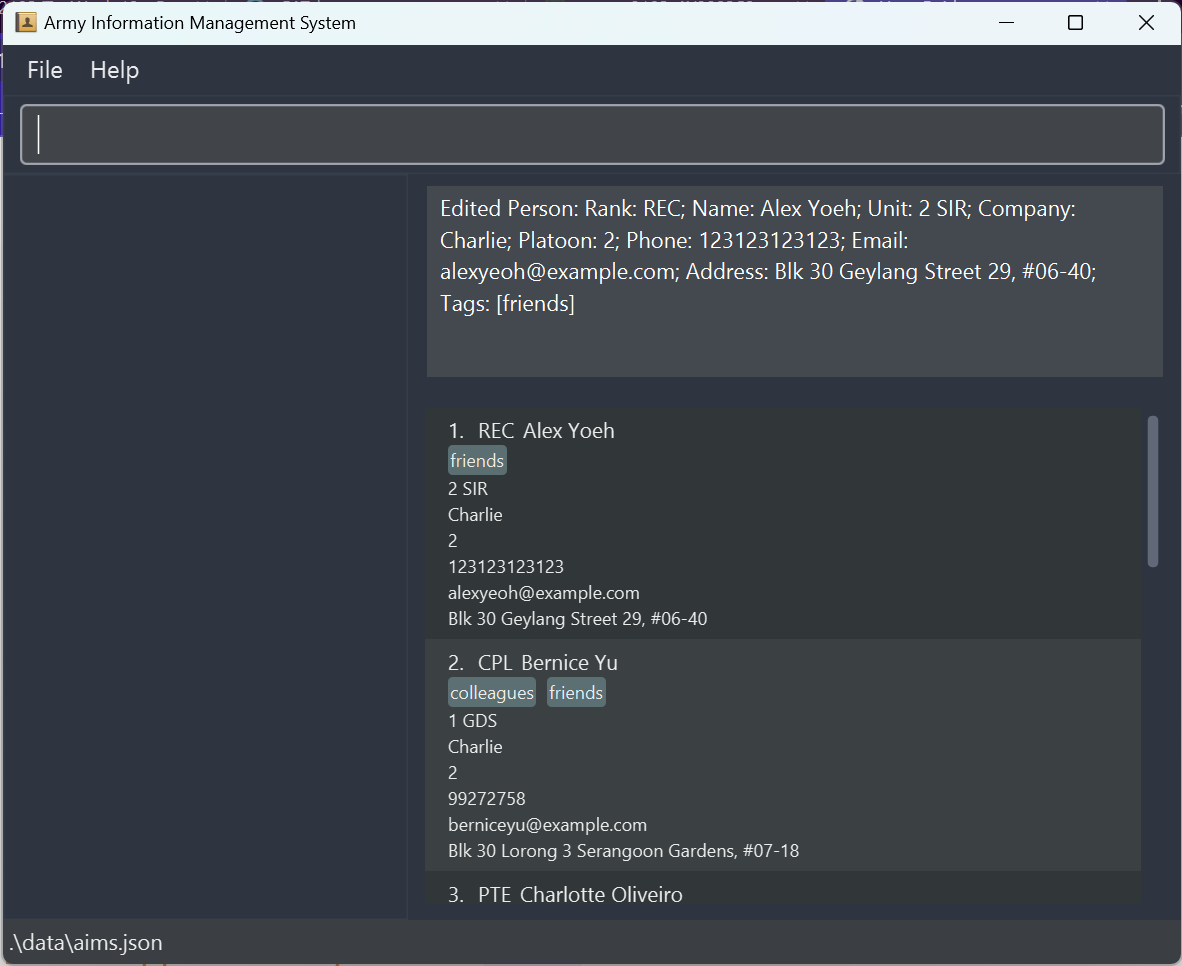 Army Information Management System
File Help
Edited Person: Rank: REC; Name: Alex Yoeh; Unit: 2 SIR; Company:
Charlie; Platoon: 2; Phone: 123123123123; Email:
alexyeoh@example.com; Address: Blk 30 Geylang Street 29, #06-40;
Tags: [friends]
1. REC Alex Yoeh
friends
2 SIR
Charlie
2
123123123123
alexyeoh@example.com
Blk 30 Geylang Street 29, #06-40
2. CPL Bernice Yu
colleagues friends
1 GDS
Charlie
2
99272758
berniceyu@example.com
Blk 30 Lorong 3 Serangoon Gardens, #07-18
3. PTE Charlotte Oliveiro
.\data\aims.json